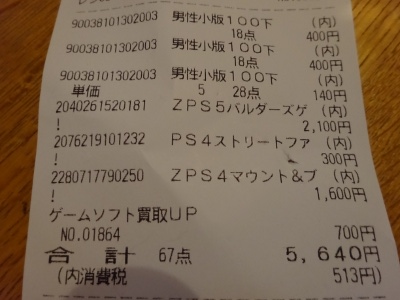 90038101302003 男性小版100下 (内)
18点 400円
90038101302003 男性小版100下 (内)
18点 400円
90038101302003 男性小版100下 (内)
単価 5 28点 140円
2040261520181 ZPS5バルダーズゲ (内)
! 2,100円
2076219101232 PS4ストリートファ (内)
! 300円
2280717790250 ZPS4マウント&ブ (内)
! 1,600円
ゲームソフト買取UP
NO.01864 700円
合計 67点 5,640円
(内消費税 513円)